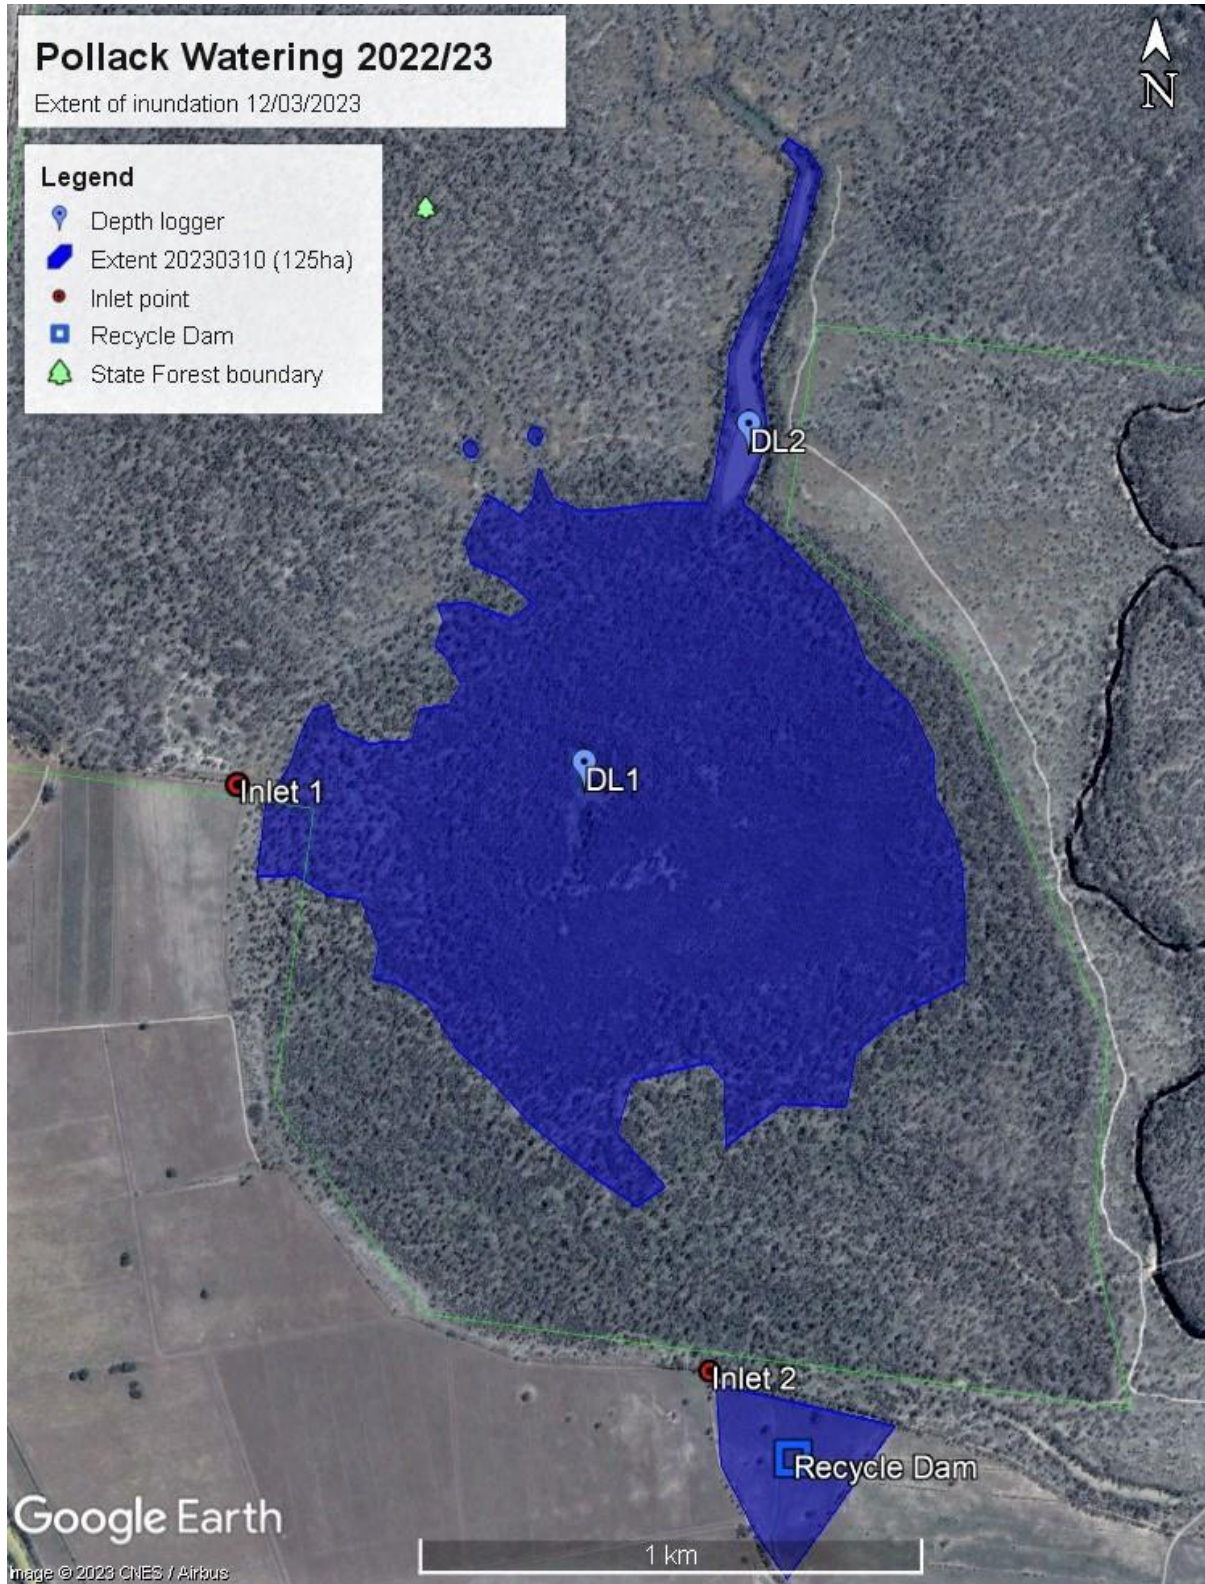 Pollack Watering 2022/23
Extent of inundation 12/03/2023
N
Legend
Depth logger
Extent 20230310 (125ha)
Inlet point
Recycle Dam
State Forest boundary
DL2
DL1
Inlet 1
Inlet 2
Recycle Dam
Google Earth
1 km
Image © 2023 CNES / Airbus